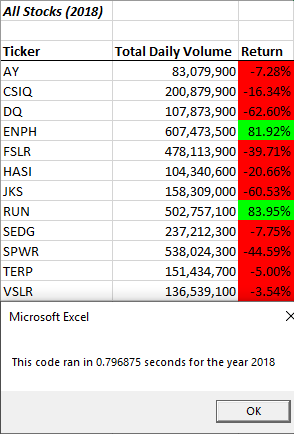 All Stocks (2018)
Ticker Total Daily Volume Return
AY 83,079,900 -7.28%
CSIQ 200,879,900 -16.34%
DQ 107,873,900 -62.60%
ENPH 607,473,500 81.92%
FSLR 478,113,900 -39.71%
HASI 104,340,600 -20.66%
JKS 158,309,000 -60.53%
RUN 502,757,100 83.95%
SEDG 237,212,300 -7.75%
SPWR 538,024,300 -44.59%
TERP 151,434,700 -5.00%
VSLR 136,539,100 -3.54%
Microsoft Excel
This code ran in 0.796875 seconds for the year 2018
OK